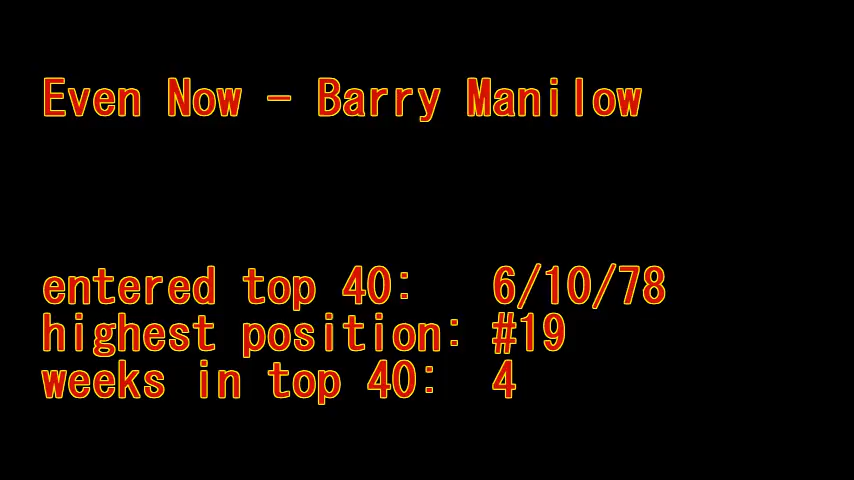 Even Now - Barry Manilow
entered top 40: 6/10/78
highest position: #19
weeks in top 40: 4